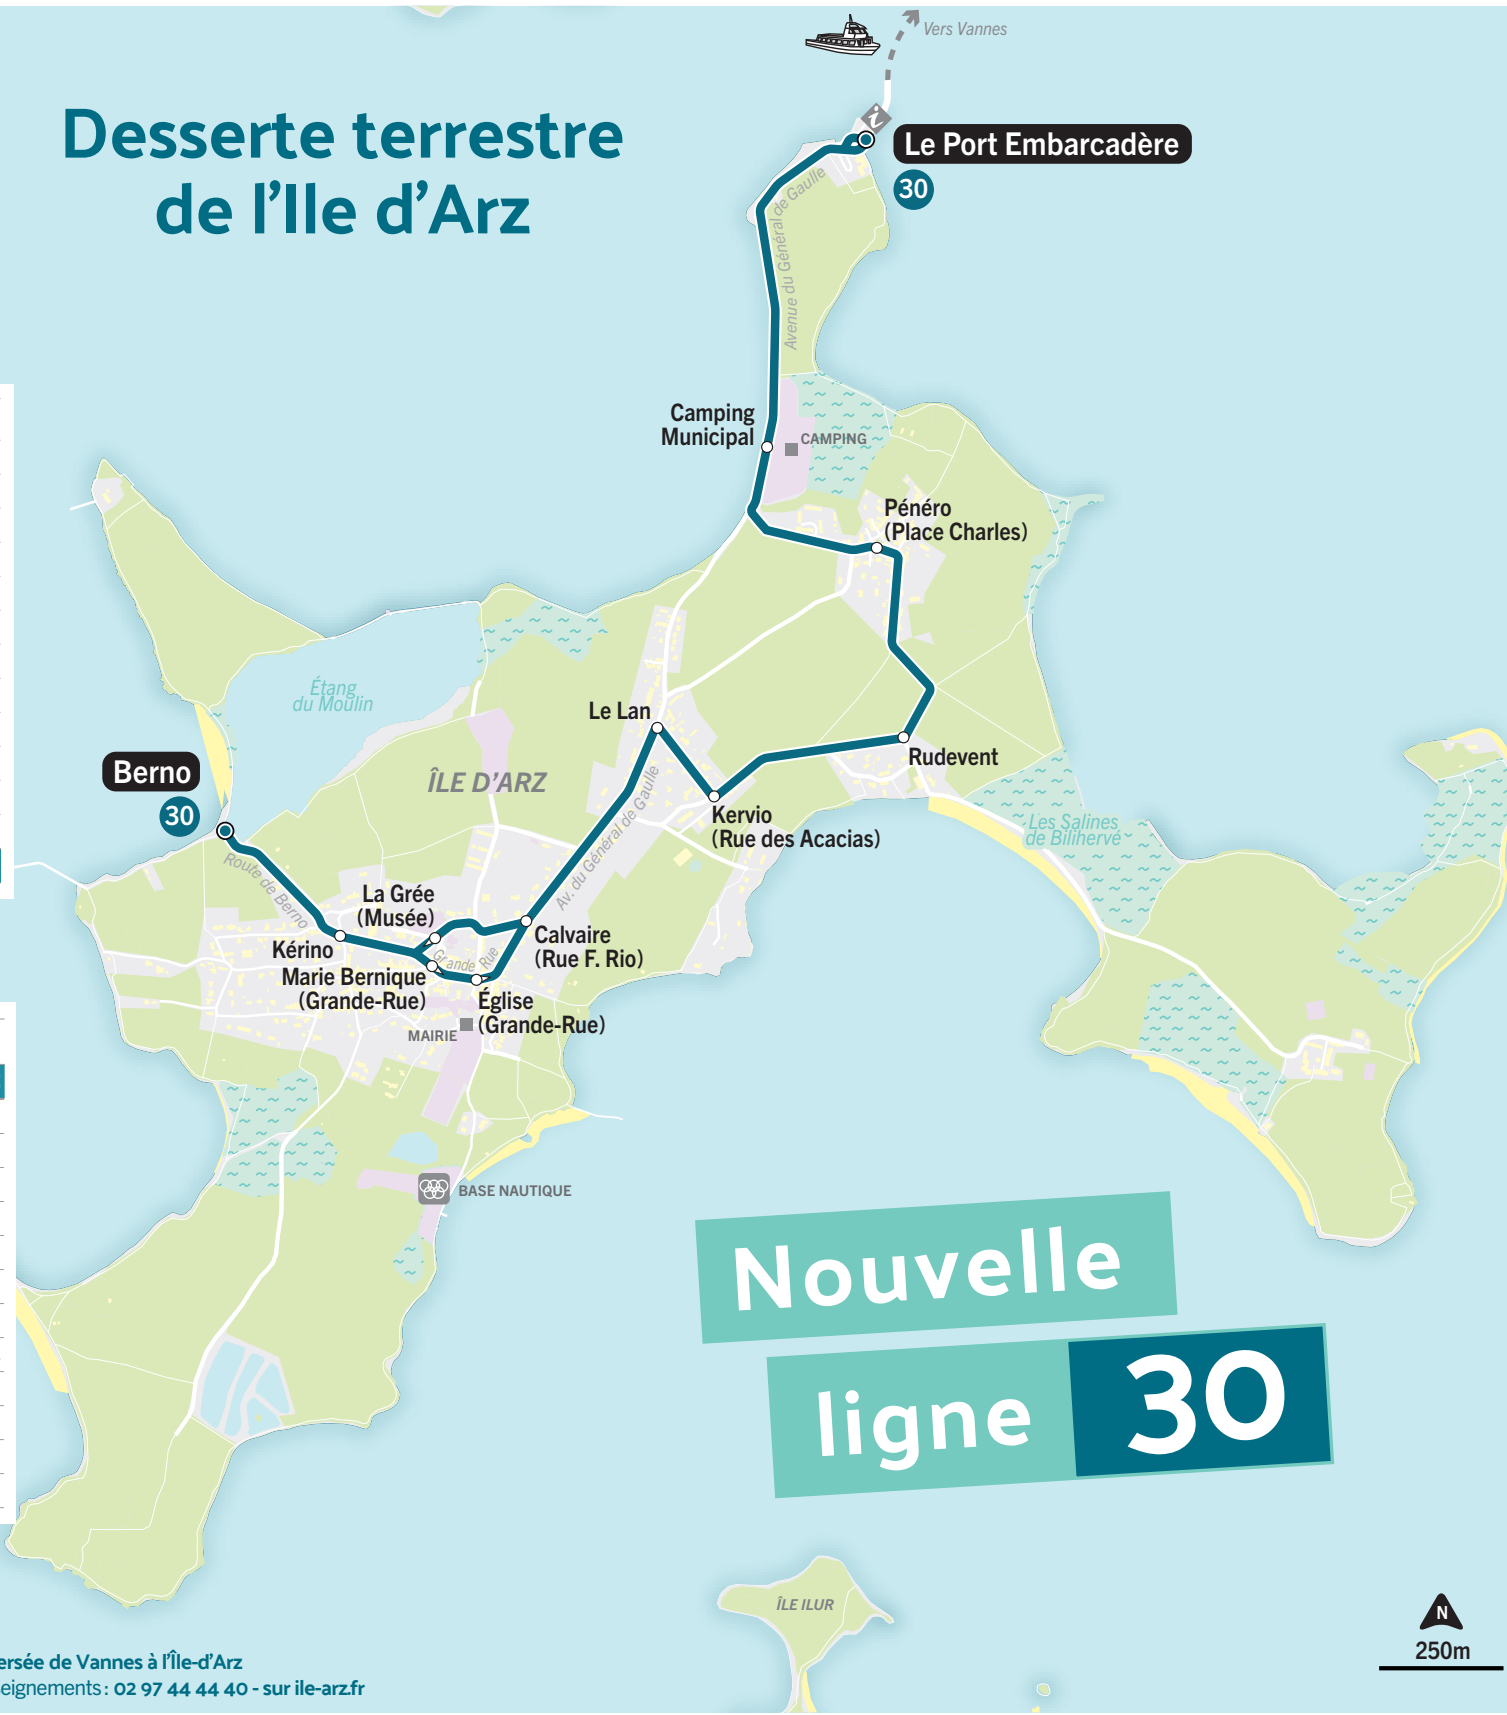 Vers Vannes
Desserte terrestre
de l'Ile d'Arz
Le Port Embarcadère
30
Avenue du Général de Gaulle
Camping
Municipal
CAMPING
Pénéro
(Place Charles)
Étang
du Moulin
Le Lan
Rudevent
Berno
30
ÎLE D'ARZ
Kervio
(Rue des Acacias)
Les Salines
de Biliherve
Av. du Général de Gaulle
Route de Berno
La Grée
(Musée)
Kérino
Calvaire
(Rue F. Rio)
Grande Rue
Marie Bernique
(Grande-Rue)
Église
(Grande-Rue)
MAIRIE
BASE NAUTIQUE
Nouvelle
ligne 30
ÎLE ILUR
N
250m
ersée de Vannes à l'Île-d'Arz
eignements : 02 97 44 44 40 - sur ile-arz.fr